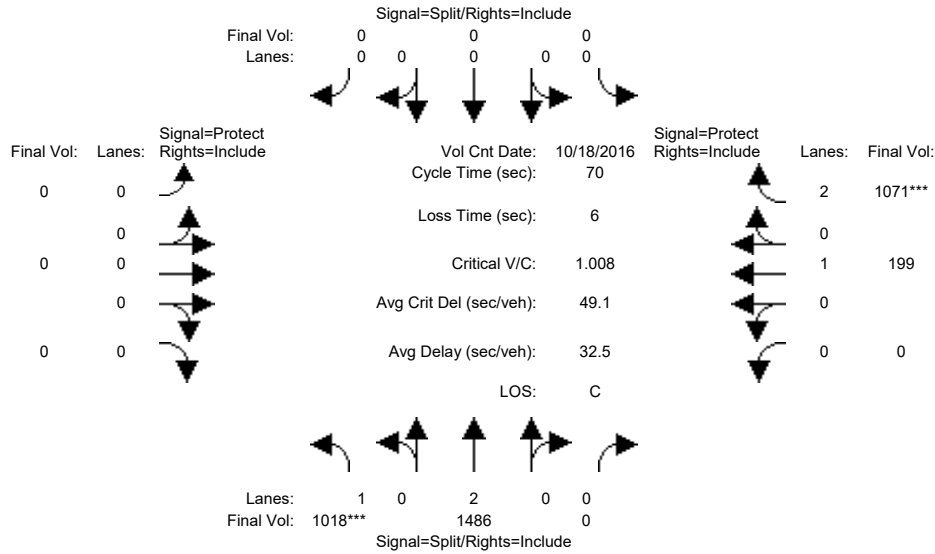 Signal=Split/Rights=Include
Final Vol: 0 0 0
Lanes: 0 0 0 0 0
Signal=Protect Signal=Protect
Final Vol: Lanes: Rights=Include Vol Cnt Date: 10/18/2016 Rights=Include Lanes: Final Vol:
Cycle Time (sec): 70
0 0 2 1071***
Loss Time (sec): 6
0 0
0 0 Critical V/C: 1.008 1 199
0 Avg Crit Del (sec/veh): 49.1 0
0 0 Avg Delay (sec/veh): 32.5 0 0
LOS: C
Lanes: 1 0 2 0 0
Final Vol: 1018*** 1486 0
Signal=Split/Rights=Include